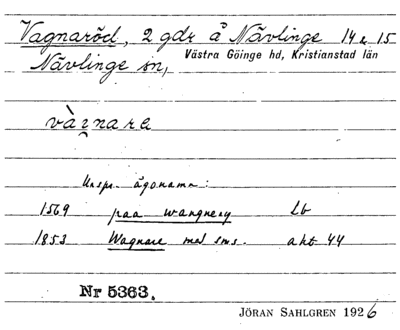 Vagnaröd, 2 gdr å Nävlinge 14 & 15
Nävlinge sn, Västra Göinge hd, Kristianstad län
vàgnare
Urspr. ägonamn:
1569 paa wangnery Lb
1853 Wagnare med sms. akt 44
Nr 5363.
JÖRAN SAHLGREN 1926